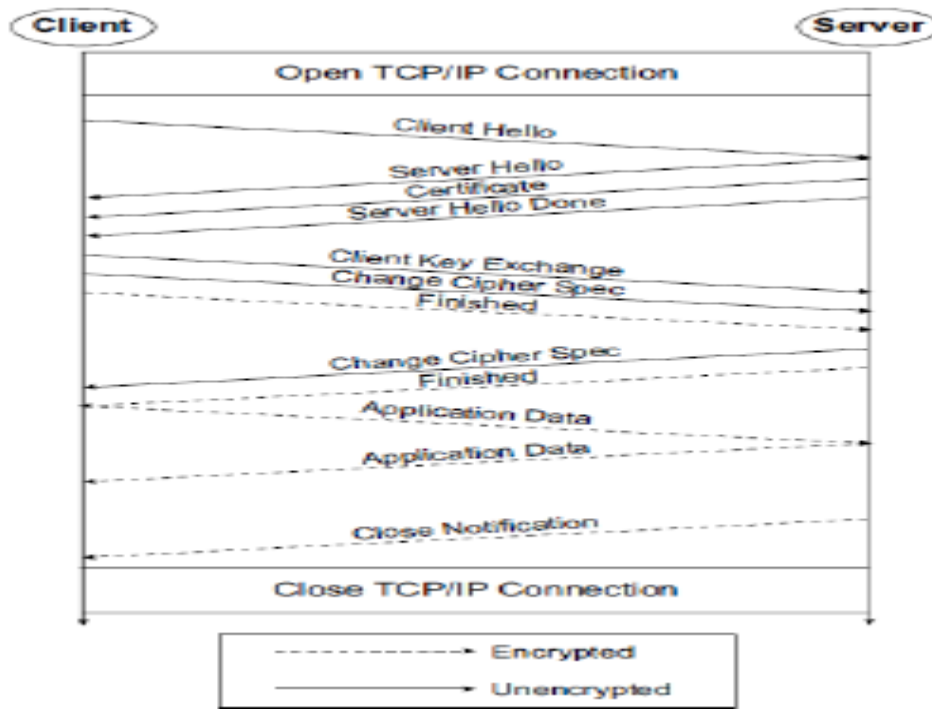 Client
Server
Open TCP/IP Connection
Client Hello
Server Hello
Certificate
Server Hello Done
Client Key Exchange
Change Cipher Spec
Finished
Change Cipher Spec
Finished
Application Data
Application Data
Close Notification
Close TCP/IP Connection
Encrypted
Unencrypted